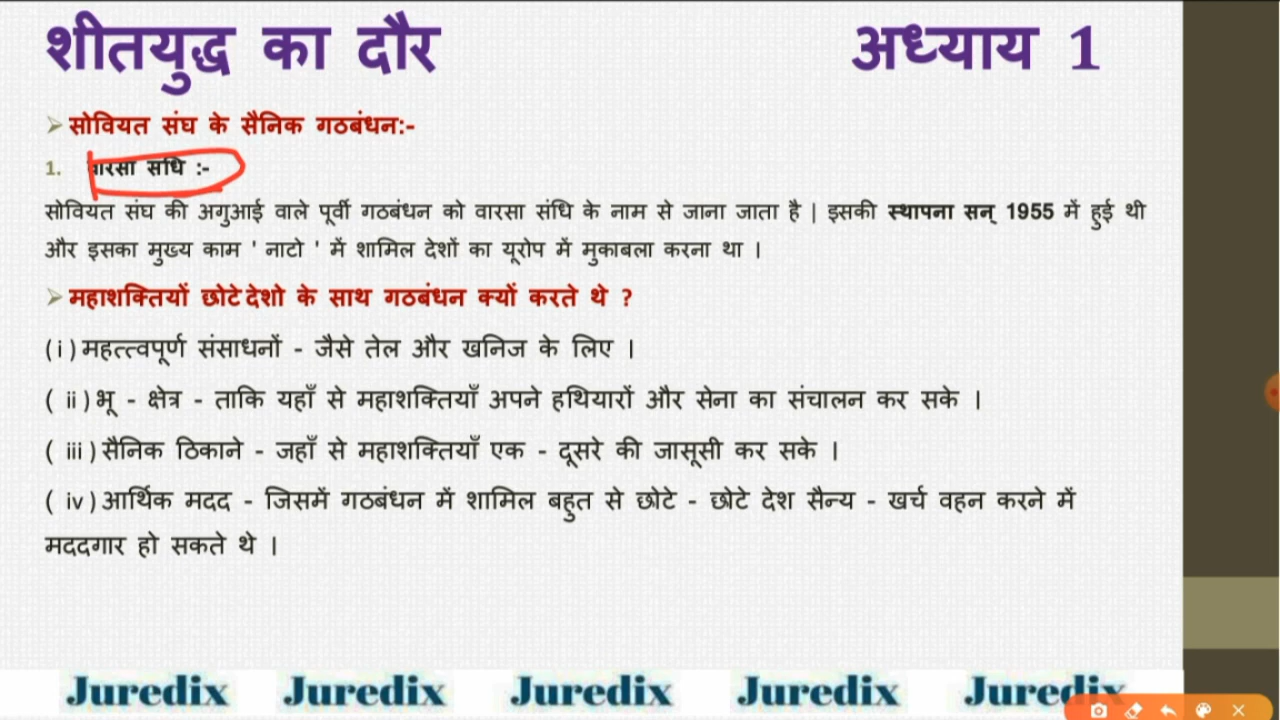 शीतयुद्ध का दौर अध्याय 1
सोवियत संघ के सैनिक गठबंधन:-
1. वारसा संधि :-
सोवियत संघ की अगुआई वाले पूर्वी गठबंधन को वारसा संधि के नाम से जाना जाता है | इसकी स्थापना सन् 1955 में हुई थी
और इसका मुख्य काम ' नाटो ' में शामिल देशों का यूरोप में मुकाबला करना था ।
महाशक्तियों छोटे देशो के साथ गठबंधन क्यों करते थे ?
( i ) महत्त्वपूर्ण संसाधनों - जैसे तेल और खनिज के लिए ।
( ii ) भू - क्षेत्र - ताकि यहाँ से महाशक्तियाँ अपने हथियारों और सेना का संचालन कर सके ।
( iii ) सैनिक ठिकाने - जहाँ से महाशक्तियाँ एक - दूसरे की जासूसी कर सके ।
( iv ) आर्थिक मदद - जिसमें गठबंधन में शामिल बहुत से छोटे - छोटे देश सैन्य - खर्च वहन करने में
मददगार हो सकते थे ।
Juredix Juredix Juredix Juredix Juredix